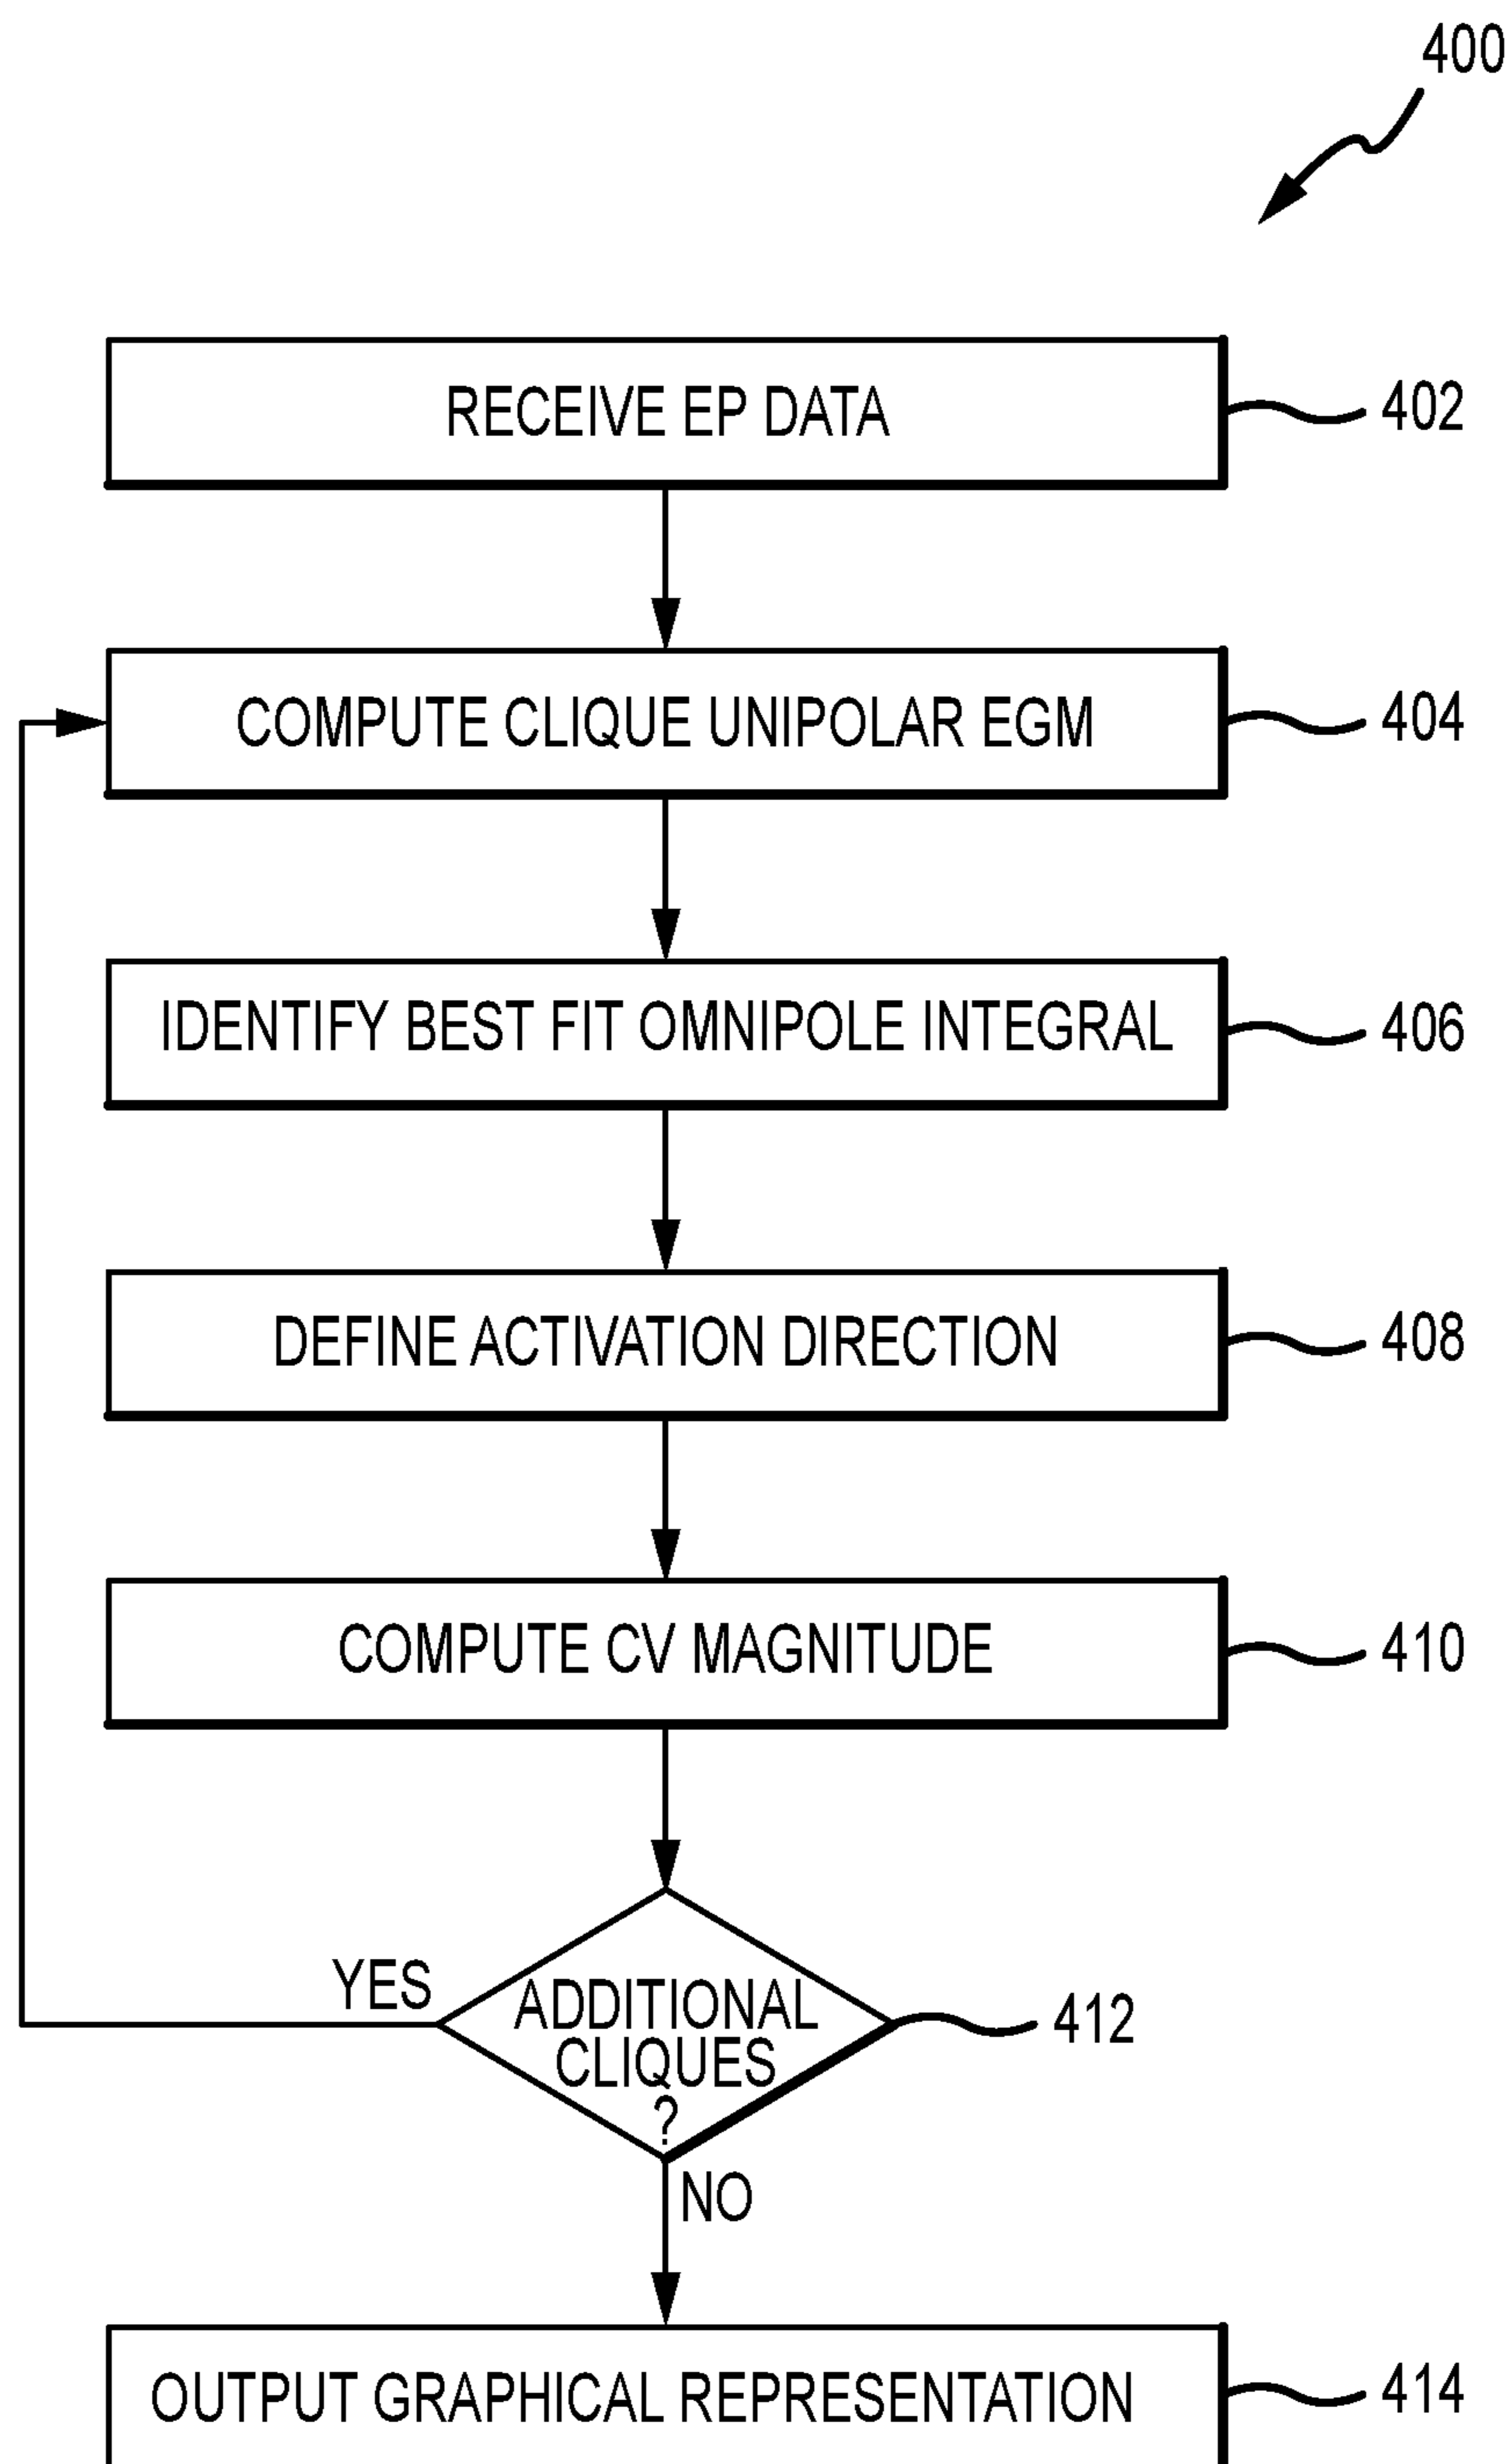 400
RECEIVE EP DATA
402
COMPUTE CLIQUE UNIPOLAR EGM
404
IDENTIFY BEST FIT OMNIPOLE INTEGRAL
406
DEFINE ACTIVATION DIRECTION
408
COMPUTE CV MAGNITUDE
410
YES
ADDITIONAL
CLIQUES
?
412
NO
OUTPUT GRAPHICAL REPRESENTATION
414